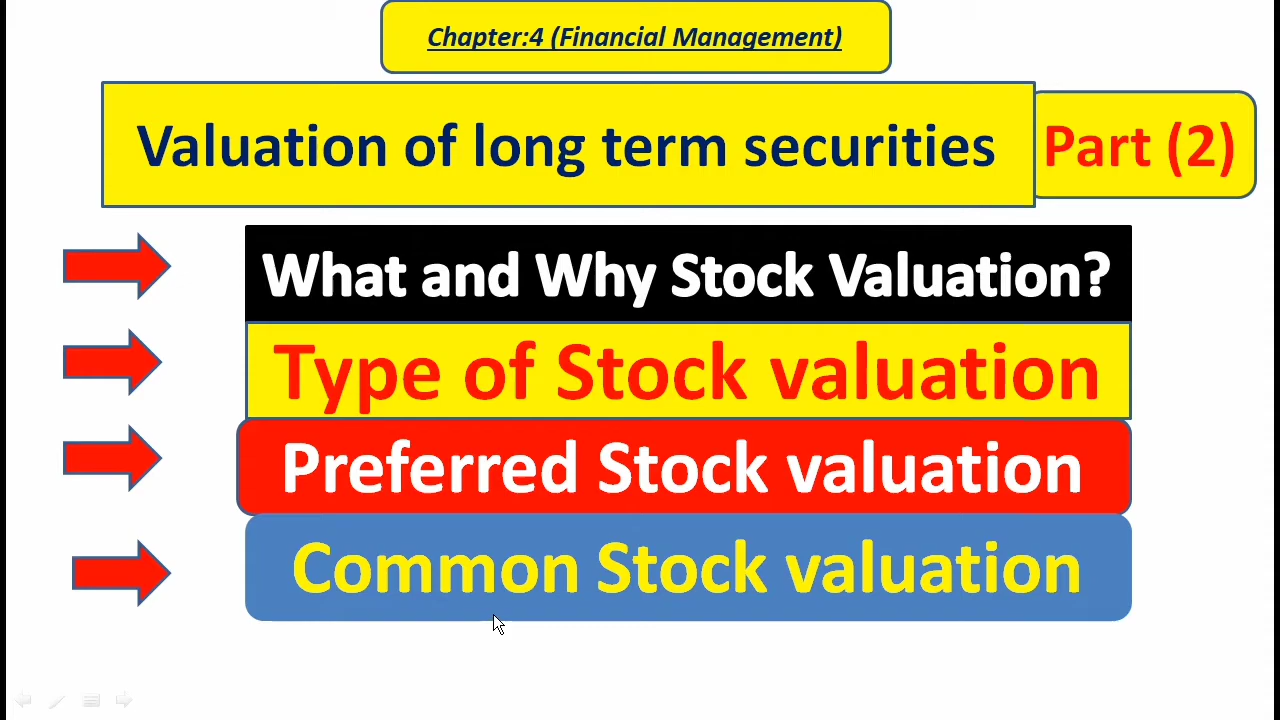 Chapter:4 (Financial Management)
Valuation of long term securities
Part (2)
What and Why Stock Valuation?
Type of Stock valuation
Preferred Stock valuation
Common Stock valuation